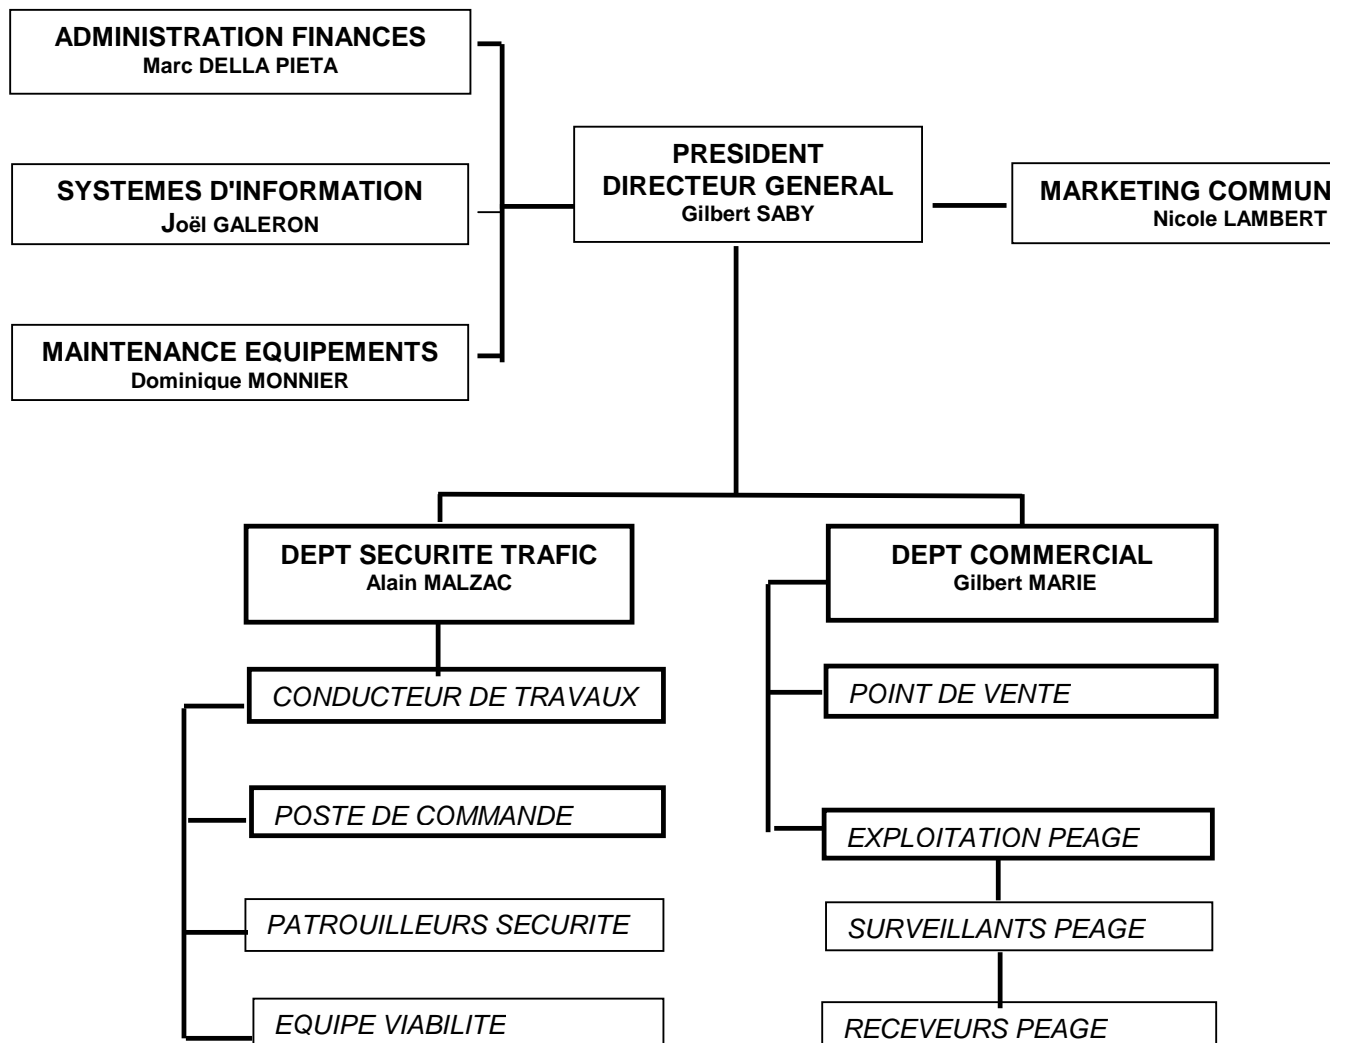 ADMINISTRATION FINANCES
Marc DELLA PIETA
PRESIDENT
DIRECTEUR GENERAL
Gilbert SABY
SYSTEMES D'INFORMATION
Joël GALERON
MARKETING COMMUN
Nicole LAMBERT
MAINTENANCE EQUIPEMENTS
Dominique MONNIER
DEPT SECURITE TRAFIC
Alain MALZAC
DEPT COMMERCIAL
Gilbert MARIE
CONDUCTEUR DE TRAVAUX
POINT DE VENTE
POSTE DE COMMANDE
EXPLOITATION PEAGE
PATROUILLEURS SECURITE
SURVEILLANTS PEAGE
EQUIPE VIABILITE
RECEVEURS PEAGE